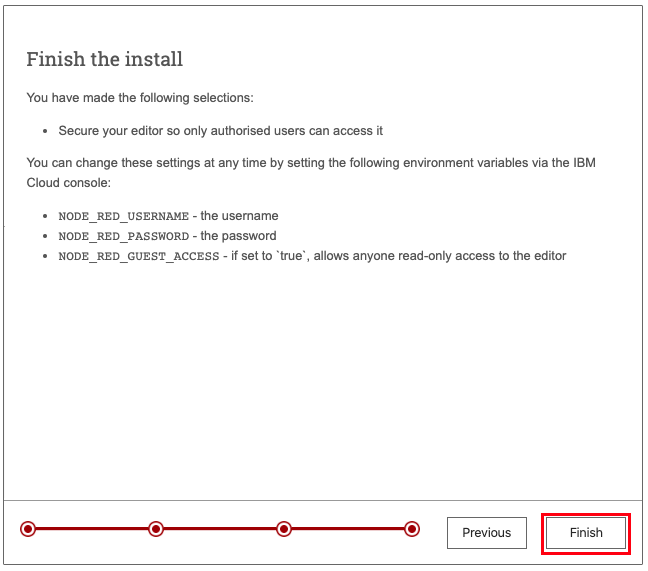 Finish the install
You have made the following selections:
• Secure your editor so only authorised users can access it
You can change these settings at any time by setting the following environment variables via the IBM
Cloud console:
• NODE_RED_USERNAME - the username
• NODE_RED_PASSWORD - the password
• NODE_RED_GUEST_ACCESS - if set to `true`, allows anyone read-only access to the editor
Previous
Finish